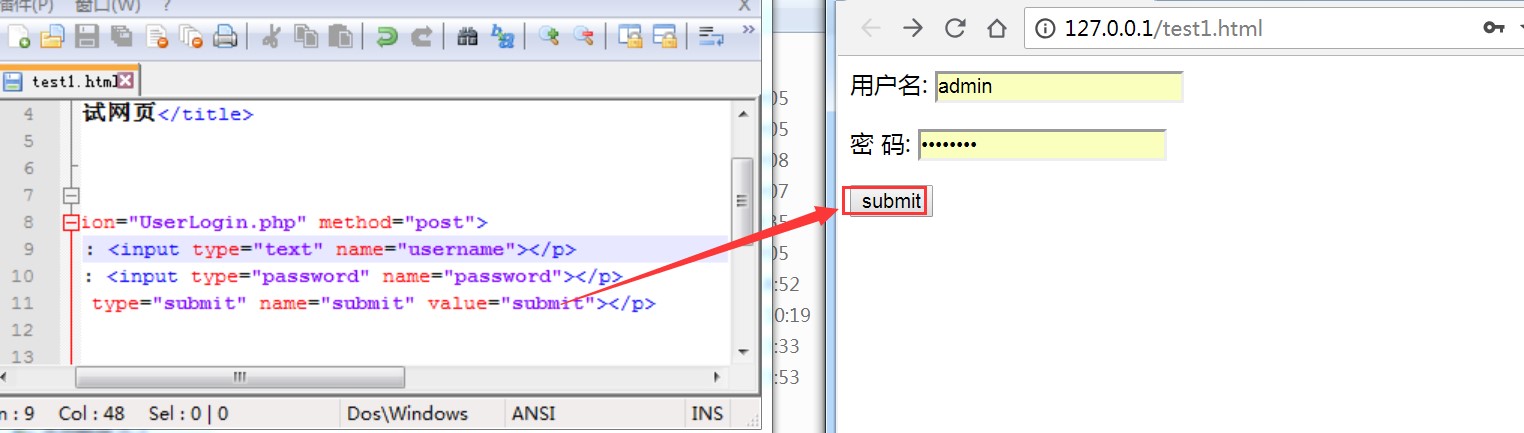 插件(P) 窗口(W) ? X
test1.html
4 试网页</title>
5
6
7
8 ion="UserLogin.php" method="post">
9 : <input type="text" name="username"></p>
10 : <input type="password" name="password"></p>
11 type="submit" name="submit" value="submit"></p>
12
13
n : 9 Col : 48 Sel : 0 | 0 Dos\Windows ANSI INS
05
05
08
07
35
05
:52
0:19
:33
:53
127.0.0.1/test1.html
用户名: admin
密 码: ••••••••
submit